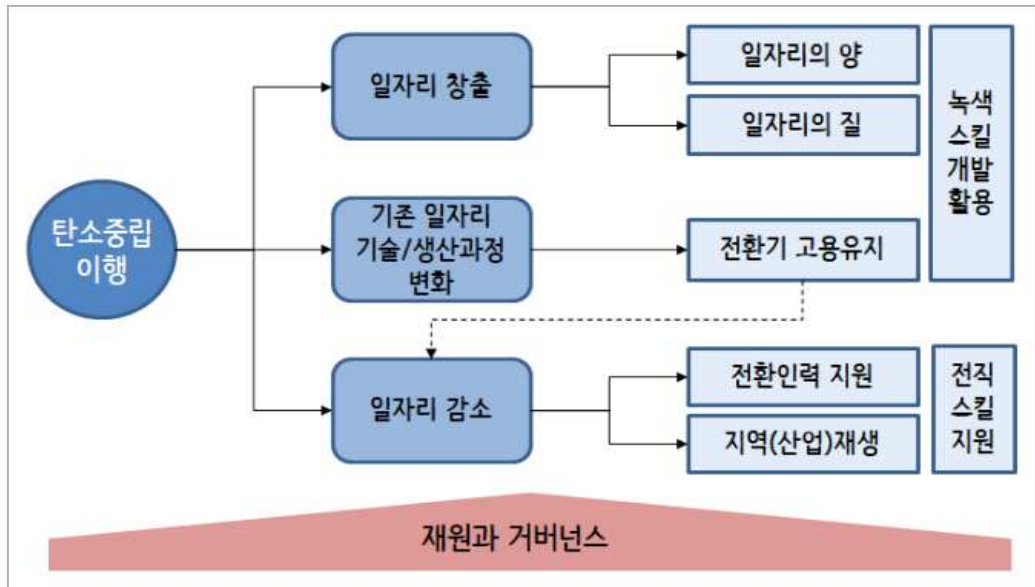 일자리 창출
일자리의 양
일자리의 질
녹색
스킬
개발
활용
탄소중립
이행
기존 일자리
기술/생산과정
변화
전환기 고용유지
일자리 감소
전환인력 지원
지역(산업)재생
전직
스킬
지원
재원과 거버넌스